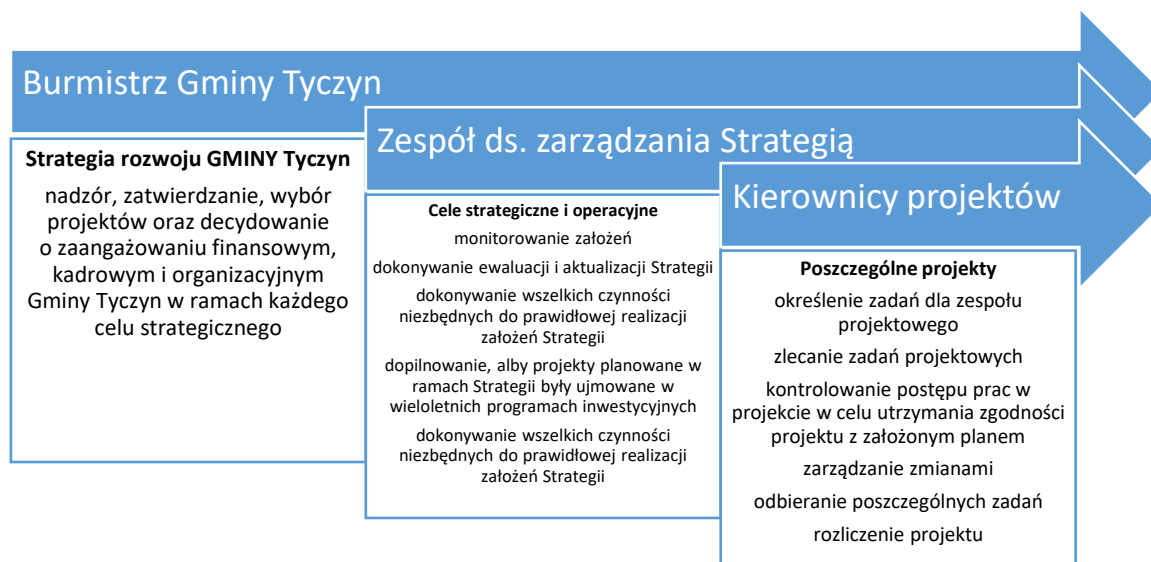 Burmistrz Gminy Tyczyn
Strategia rozwoju GMINY Tyczyn
nadzór, zatwierdzanie, wybór
projektów oraz decydowanie
o zaangażowaniu finansowym,
kadrowym i organizacyjnym
Gminy Tyczyn w ramach każdego
celu strategicznego
Zespół ds. zarządzania Strategią
Cele strategiczne i operacyjne
monitorowanie założeń
dokonywanie ewaluacji i aktualizacji Strategii
dokonywanie wszelkich czynności
niezbędnych do prawidłowej realizacji
założeń Strategii
dopilnowanie, alby projekty planowane w
ramach Strategii były ujmowane w
wieloletnich programach inwestycyjnych
dokonywanie wszelkich czynności
niezbędnych do prawidłowej realizacji
założeń Strategii
Kierownicy projektów
Poszczególne projekty
określenie zadań dla zespołu
projektowego
zlecanie zadań projektowych
kontrolowanie postępu prac w
projekcie w celu utrzymania zgodności
projektu z założonym planem
zarządzanie zmianami
odbieranie poszczególnych zadań
rozliczenie projektu